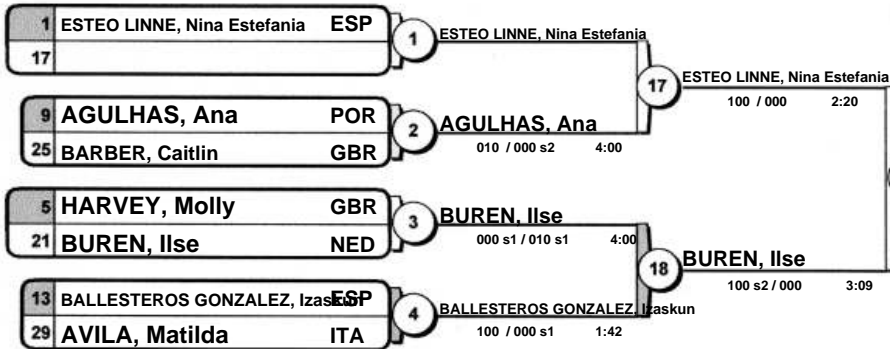 1 ESTEO LINNE, Nina Estefania ESP
17
1
ESTEO LINNE, Nina Estefania
9 AGULHAS, Ana POR
25 BARBER, Caitlin GBR
2
AGULHAS, Ana
010 / 000 s2 4:00
17
ESTEO LINNE, Nina Estefania
100 / 000 2:20
5 HARVEY, Molly GBR
21 BUREN, Ilse NED
3
BUREN, Ilse
000 s1 / 010 s1 4:00
13 BALLESTEROS GONZALEZ, Izaskun ESP
29 AVILA, Matilda ITA
4
BALLESTEROS GONZALEZ, Izaskun
100 / 000 s1 1:42
18
BUREN, Ilse
100 s2 / 000 3:09